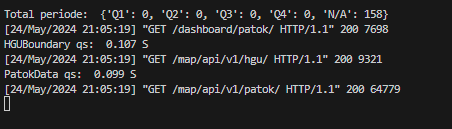 Total periode:  {'Q1': 0, 'Q2': 0, 'Q3': 0, 'Q4': 0, 'N/A': 158}
[24/May/2024 21:05:19] "GET /dashboard/patok/ HTTP/1.1" 200 7698
HGUBoundary qs:  0.107 S
[24/May/2024 21:05:19] "GET /map/api/v1/hgu/ HTTP/1.1" 200 9321
PatokData qs:  0.099 S
[24/May/2024 21:05:19] "GET /map/api/v1/patok/ HTTP/1.1" 200 64779